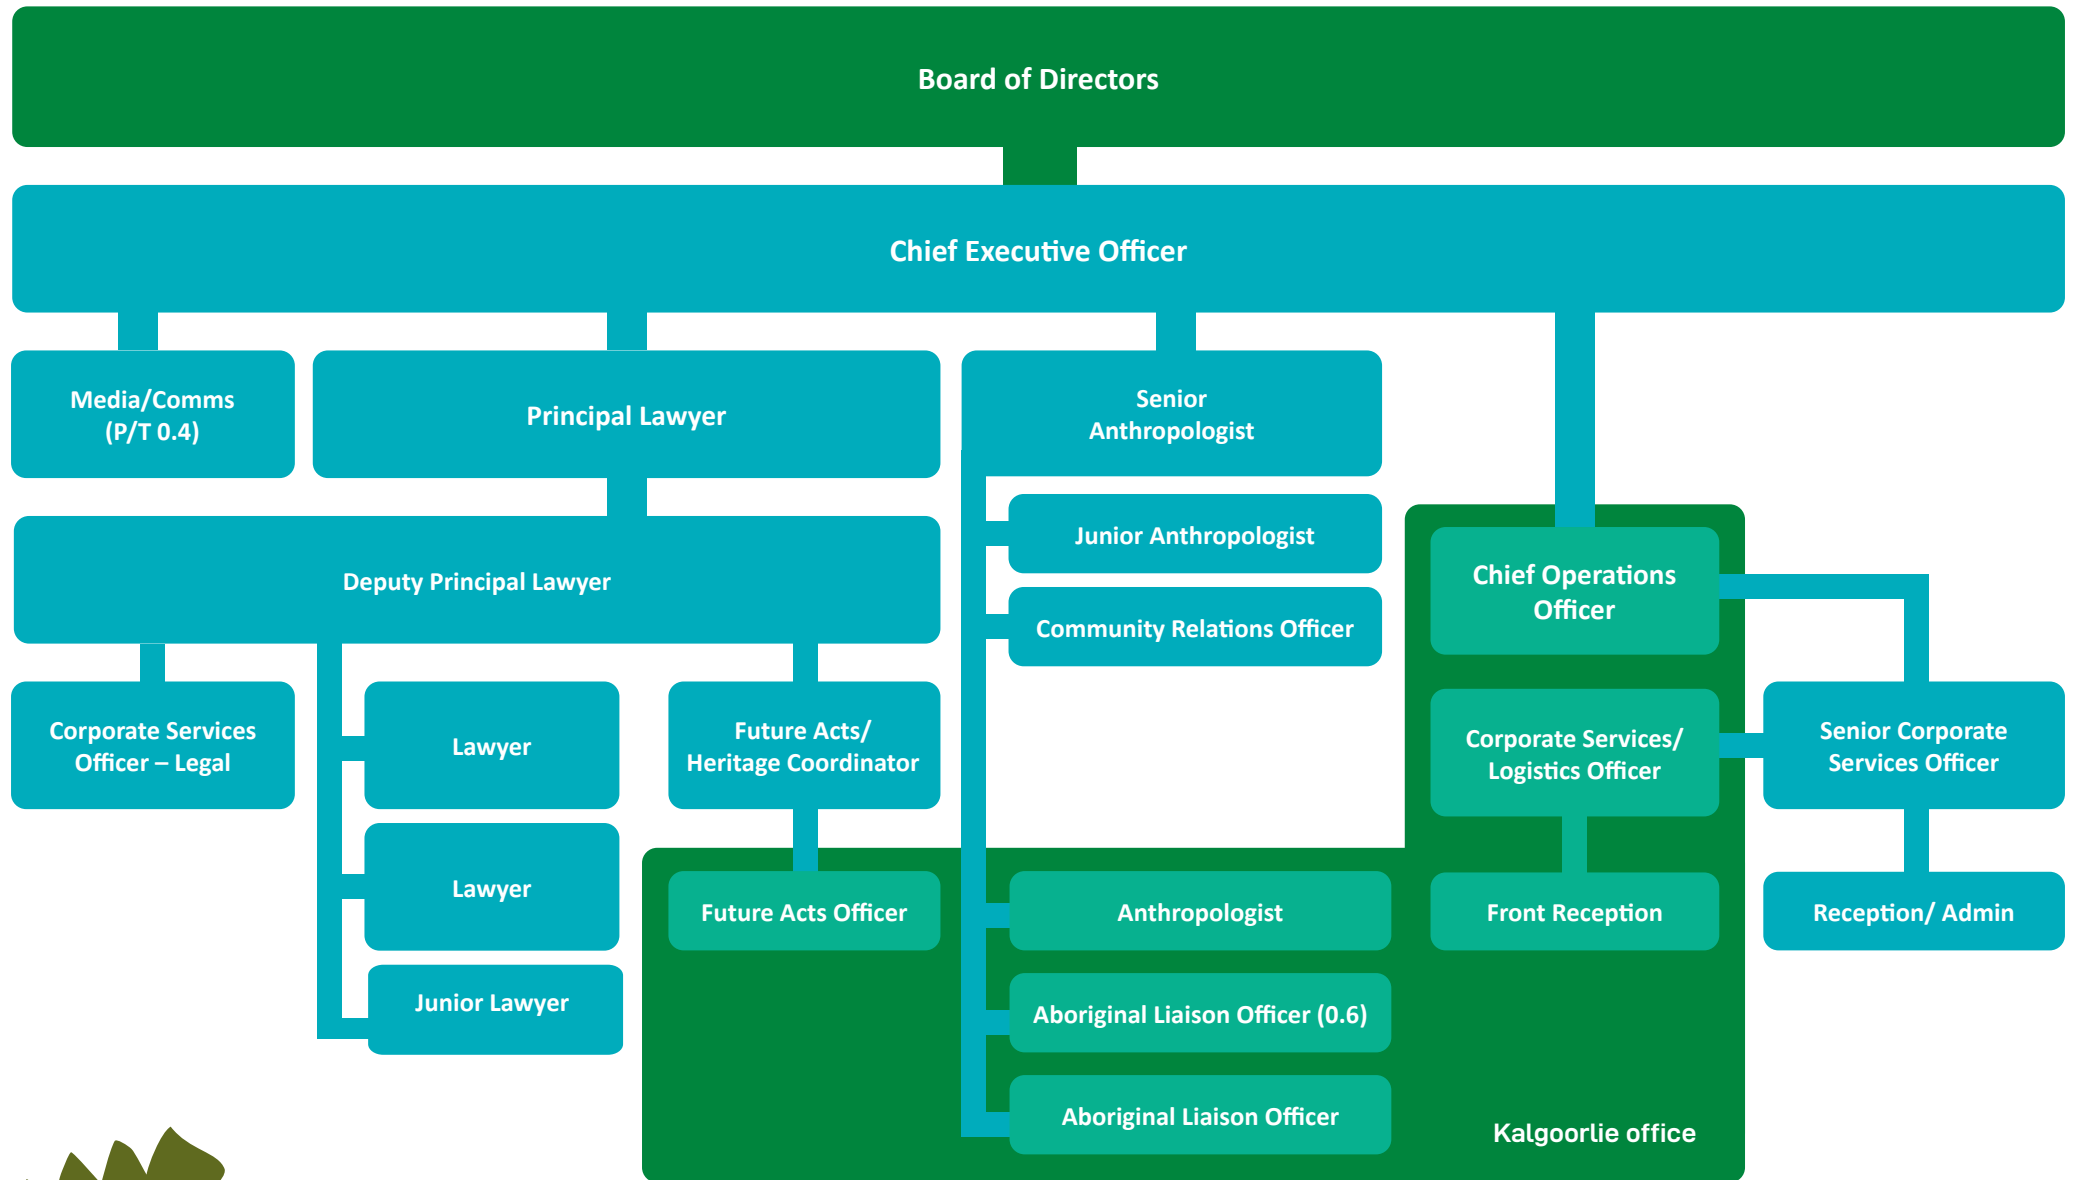 Board of Directors
Chief Executive Officer
Media/Comms
(P/T 0.4)
Principal Lawyer
Senior
Anthropologist
Deputy Principal Lawyer
Junior Anthropologist
Community Relations Officer
Chief Operations
Officer
Corporate Services
Officer – Legal
Lawyer
Future Acts/
Heritage Coordinator
Corporate Services/
Logistics Officer
Senior Corporate
Services Officer
Lawyer
Future Acts Officer
Anthropologist
Front Reception
Reception/ Admin
Junior Lawyer
Aboriginal Liaison Officer (0.6)
Aboriginal Liaison Officer
Kalgoorlie office